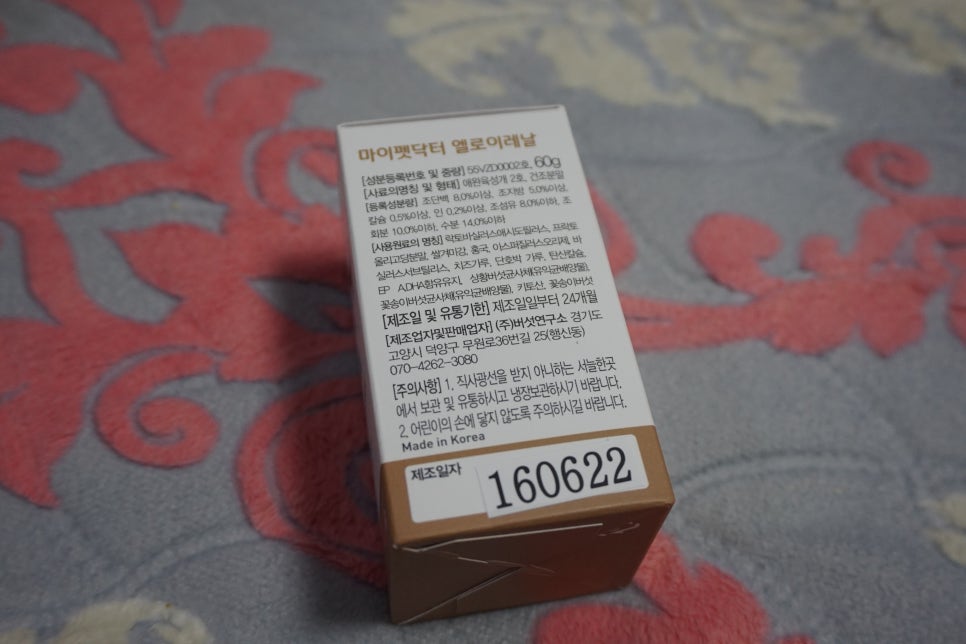 마이펫닥터 엘로이레날
[성분등록번호 및 중량] 55VZD0002호, 60g
[사료의명칭 및 형태] 애완육성개 2호, 건조분말
[등록성분량] 조단백 8.0%이상, 조지방 5.0%이상,
칼슘 0.5%이상, 인 0.2%이상, 조섬유 8.0%이하, 조
회분 10.0%이하, 수분 14.0%이하
[사용원료의 명칭] 락토바실러스애시도필러스, 프락토
올리고당분말, 쌀겨미강, 홍국, 아스퍼질러스오리제, 바
실러스서브틸러스, 치즈가루, 단호박 가루, 탄산칼슘,
EP A,DHA함유유지, 상황버섯균사체(유익균배양물),
꽃송이버섯균사체(유익균배양물), 키토산, 꽃송이버섯
[제조일 및 유통기한] 제조일일부터 24개월
[제조업자및판매업자] (주)버섯연구소 경기도
고양시 덕양구 무원로36번길 25(행신동)
070-4262-3080
[주의사항] 1. 직사광선을 받지 아니하는 서늘한곳
에서 보관 및 유통하시고 냉장보관하시기 바랍니다.
2. 어린이의 손에 닿지 않도록 주의하시길 바랍니다.
Made in Korea
제조일자 160622